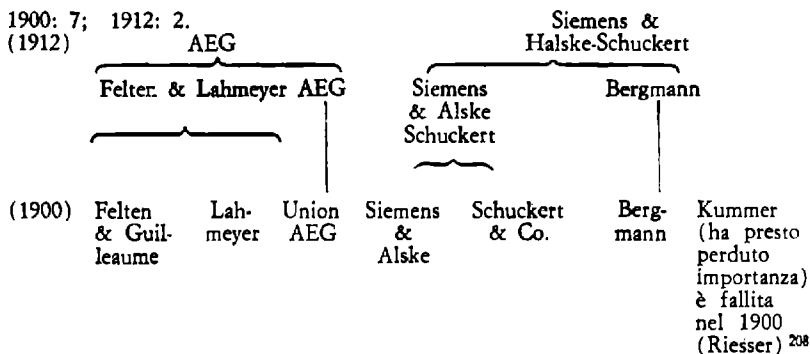 1900: 7; 1912: 2.
(1912) AEG Siemens &
Halske-Schuckert
Felten & Lahmeyer AEG Siemens Bergmann
& Alske
Schuckert
(1900) Felten Lah- Union Siemens Schuckert Berg- Kummer
& Guil- meyer AEG & & Co. mann (ha presto
leaume Alske perduto
importanza)
è fallita
nel 1900
(Riesser) 208